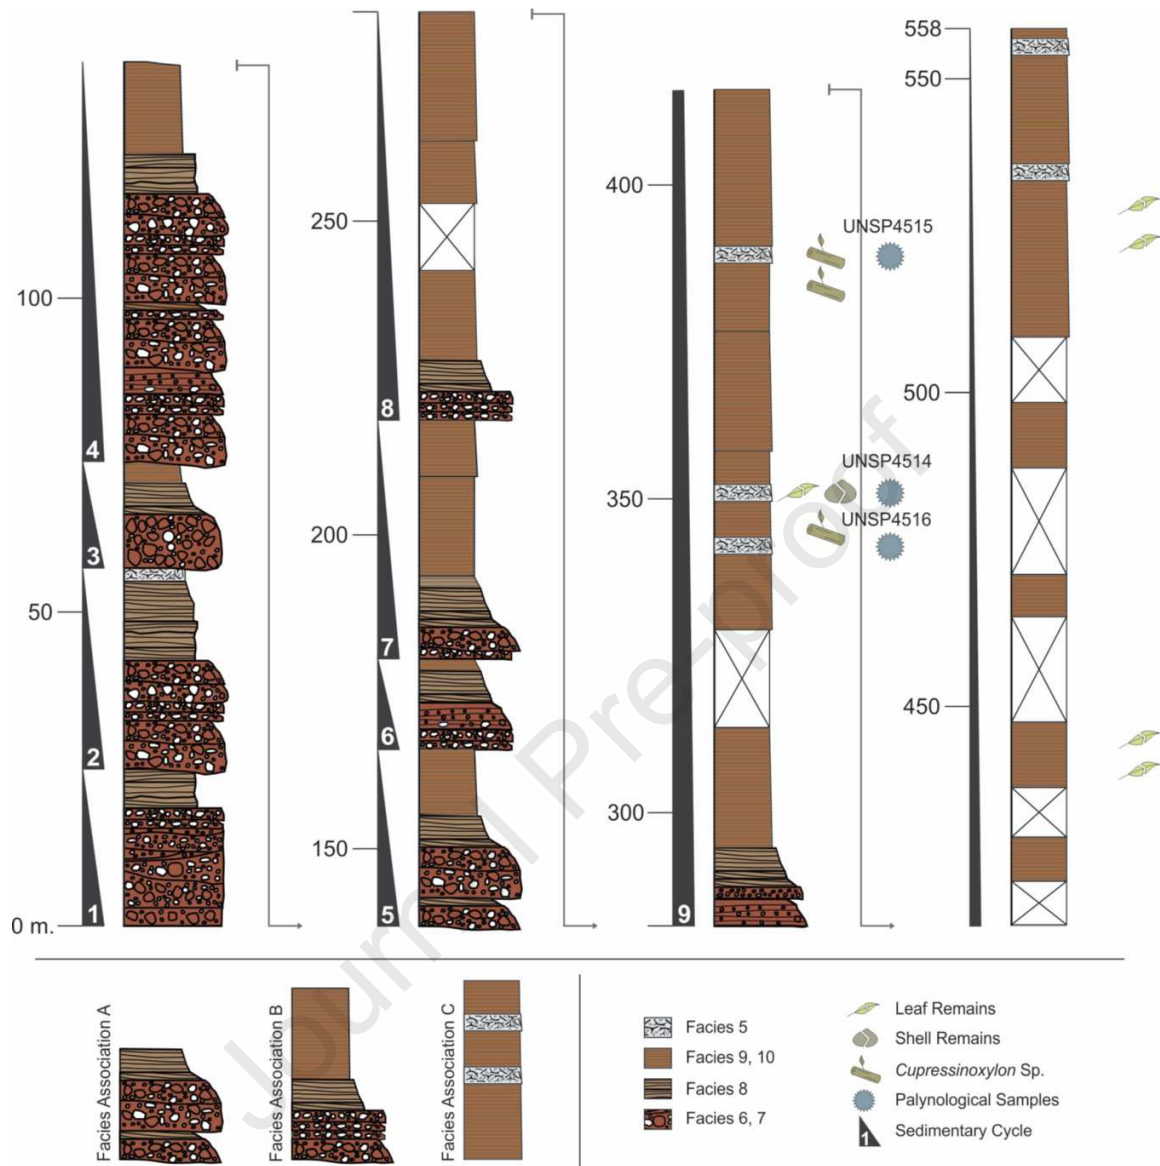 558
550
500
450
400
350
300
250
200
150
100
50
0 m.
4
3
2
1
8
7
6
5
9
UNSP4515
UNSP4514
UNSP4516
Journal Pre-proof
Facies Association A
Facies Association B
Facies Association C
Facies 5
Facies 9, 10
Facies 8
Facies 6, 7
Leaf Remains
Shell Remains
Cupressinoxylon Sp.
Palynological Samples
1
Sedimentary Cycle